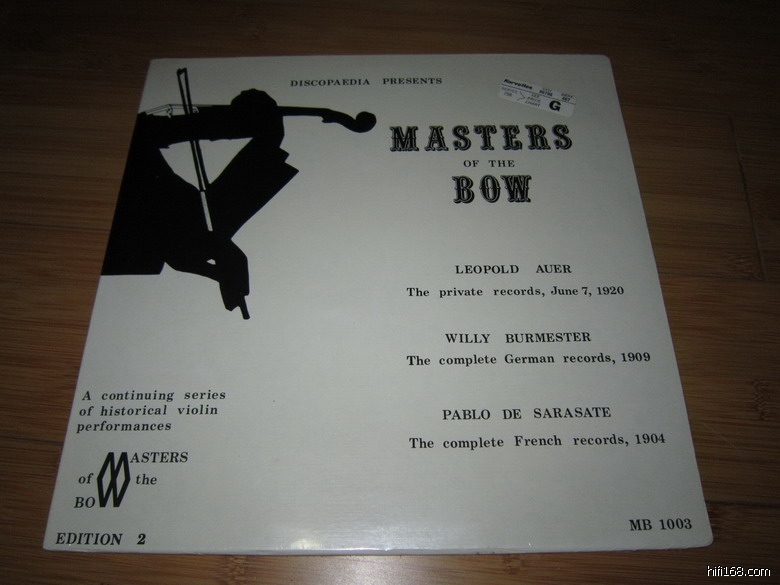 DISCOPAEDIA PRESENTS
G
MASTERS
OF THE
BOW
LEOPOLD AUER
The private records, June 7, 1920
WILLY BURMESTER
The complete German records, 1909
PABLO DE SARASATE
The complete French records, 1904
A continuing series
of historical violin
performances
MASTERS
of the
BOW
EDITION 2
MB 1003
hifi168.com